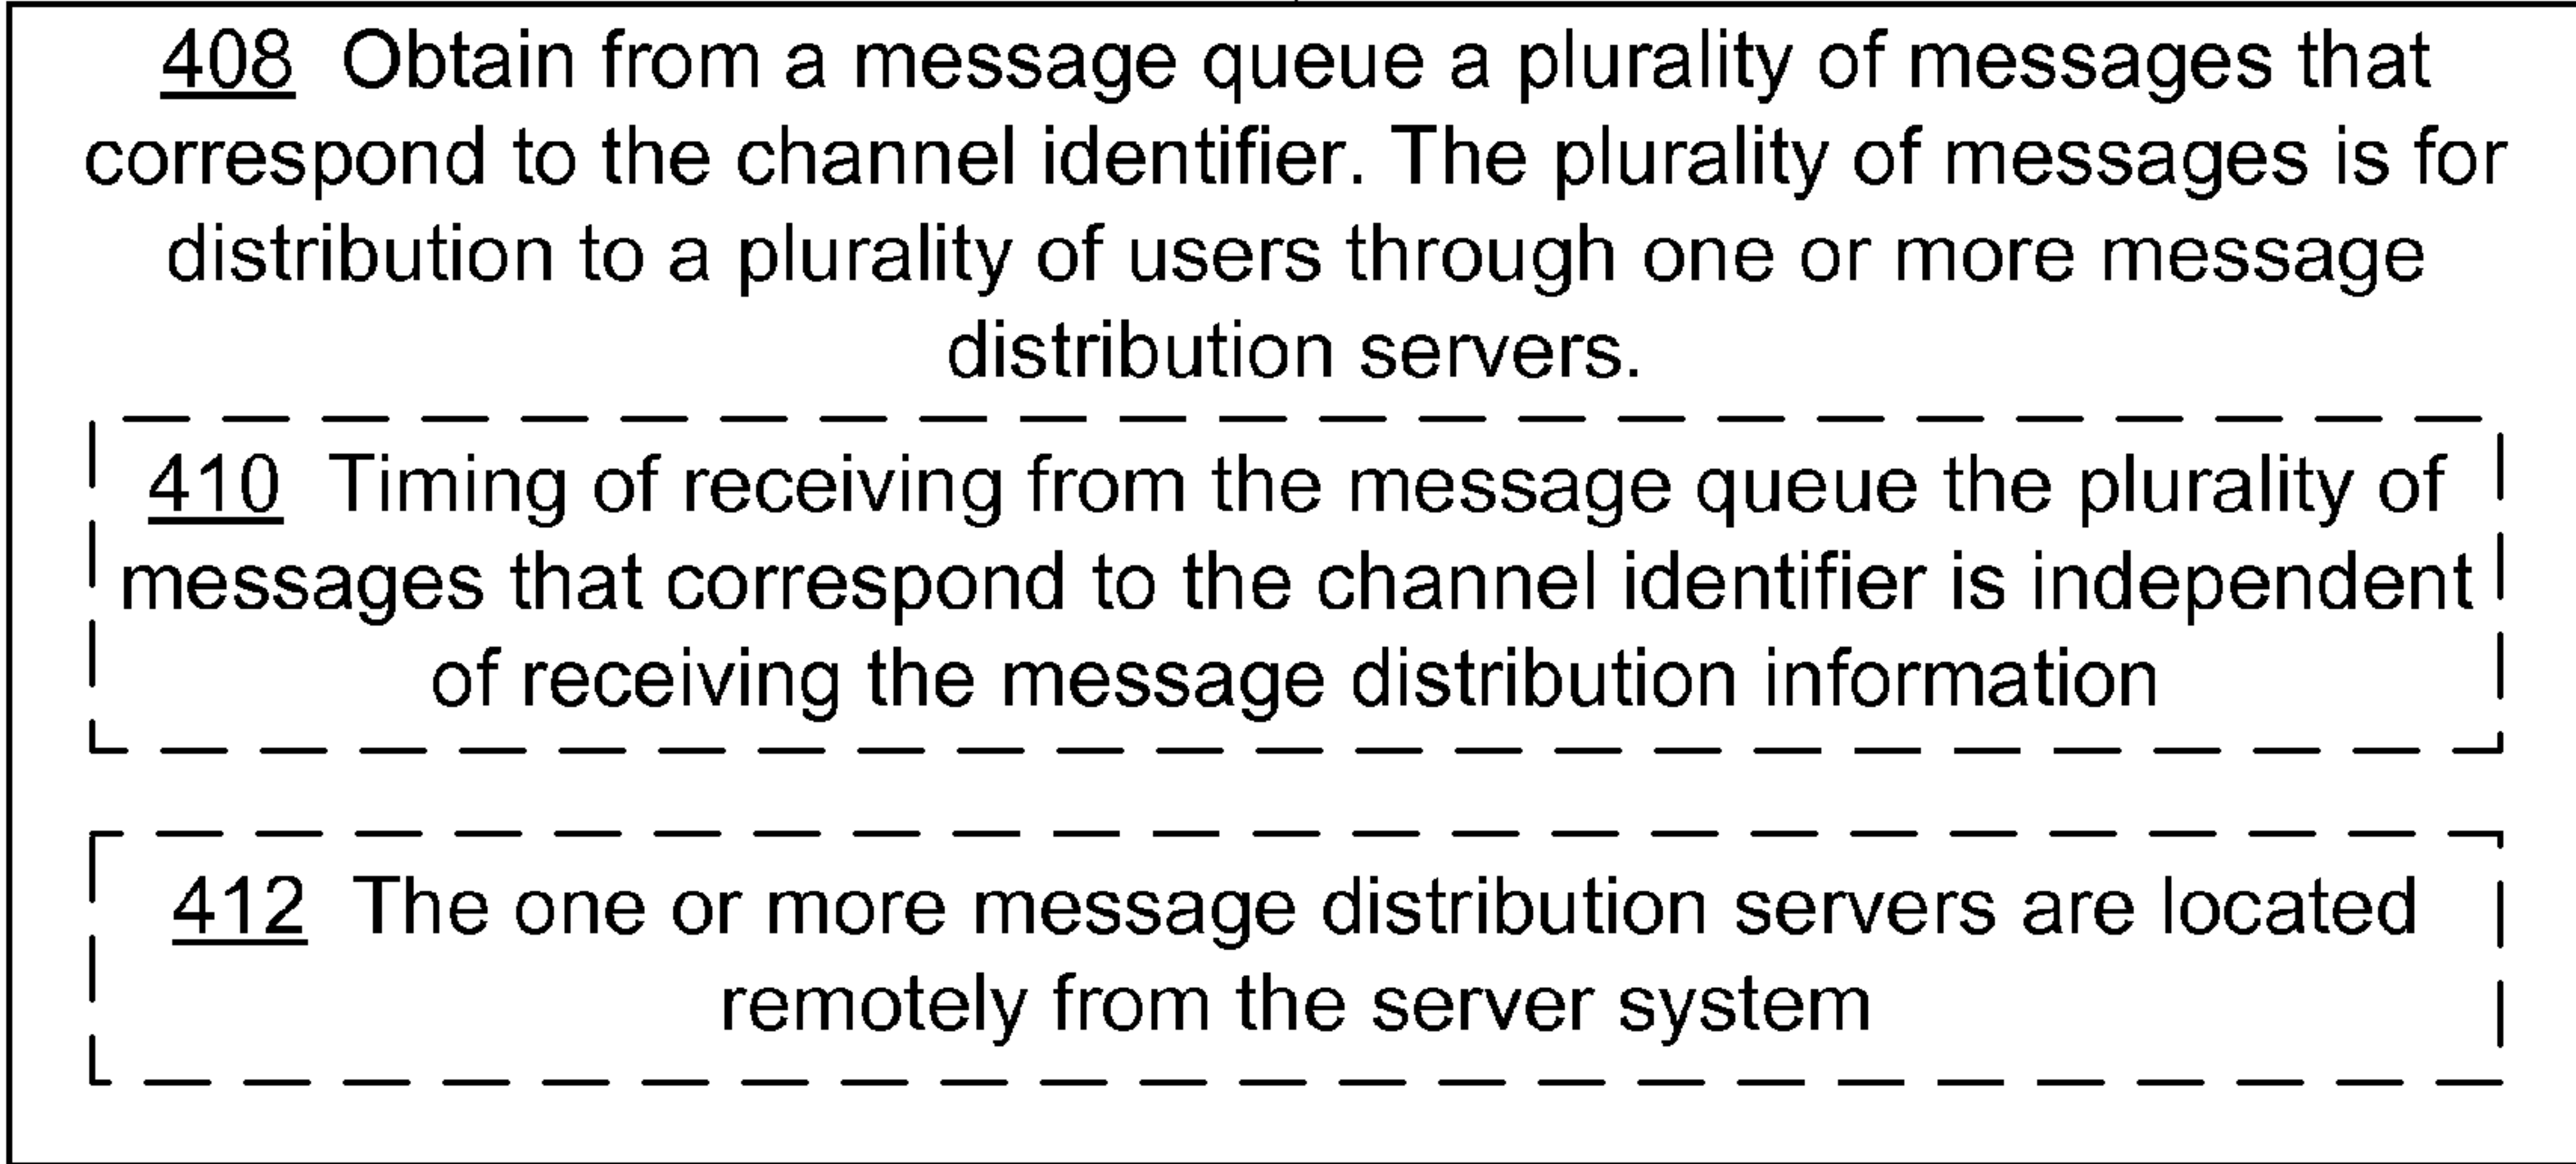 408 Obtain from a message queue a plurality of messages that
correspond to the channel identifier. The plurality of messages is for
distribution to a plurality of users through one or more message
distribution servers.
410 Timing of receiving from the message queue the plurality of
messages that correspond to the channel identifier is independent
of receiving the message distribution information
412 The one or more message distribution servers are located
remotely from the server system